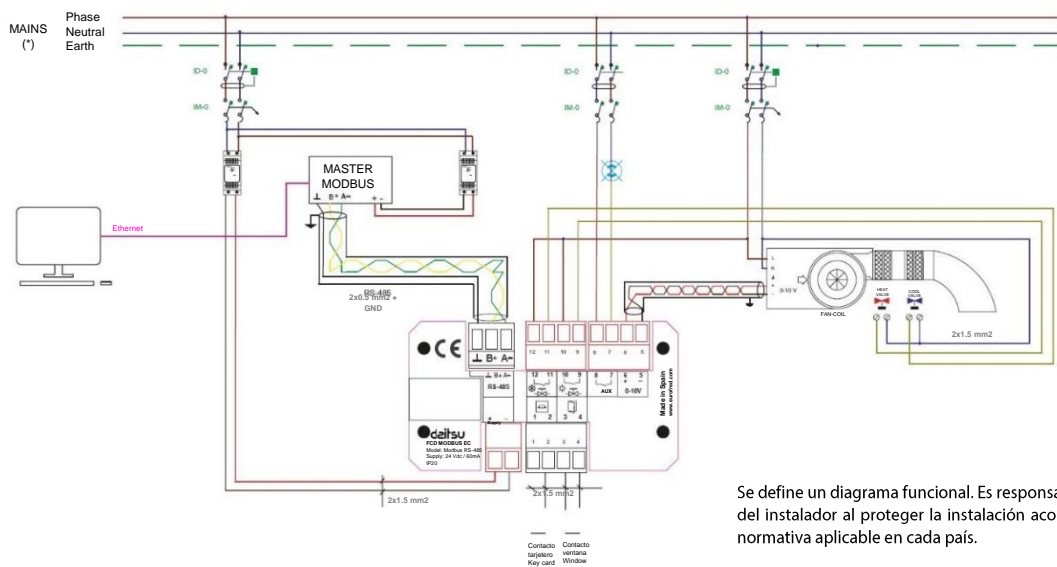 MAINS
(*)
Phase
Neutral
Earth
ID-0
ID-0
ID-0
IM-0
IM-0
IM-0
MASTER
MODBUS
⊥ B+ A- + -
Ethernet
RS-485
2x0.5 mm2 +
GND
L
N
+
-
0-10 V
FAN-COIL
HEAT
VALVE
COOL
VALVE
2x1.5 mm2
CE
⊥ B+ A-
12 11 10 9 8 7 6 5
⊥ B+ A-
RS-485
12 11 10 9 8 7 6 5
+ -
AUX
0-10V
1 2 3 4
+ -
Supply
Made in Spain
www.eurofred.com
daitsu
FCD MODBUS EC
Model: Modbus RS-485
Supply: 24 Vdc / 60mA
IP20
1 2 3 4
2x1.5 mm2
2x1.5 mm2
Contacto
tarjetero
Key card
Contacto
ventana
Window
Se define un diagrama funcional. Es responsa
del instalador al proteger la instalación aco
normativa aplicable en cada país.